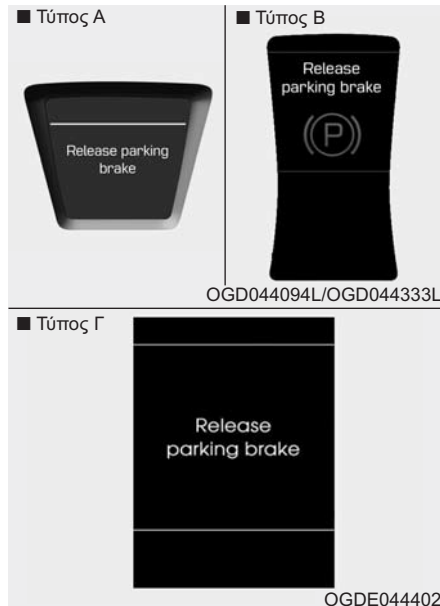 ■ Τύπος A
Release parking
brake
■ Τύπος B
Release
parking brake
(P)
OGD044094L/OGD044333L
■ Τύπος Γ
Release
parking brake
OGDE044402